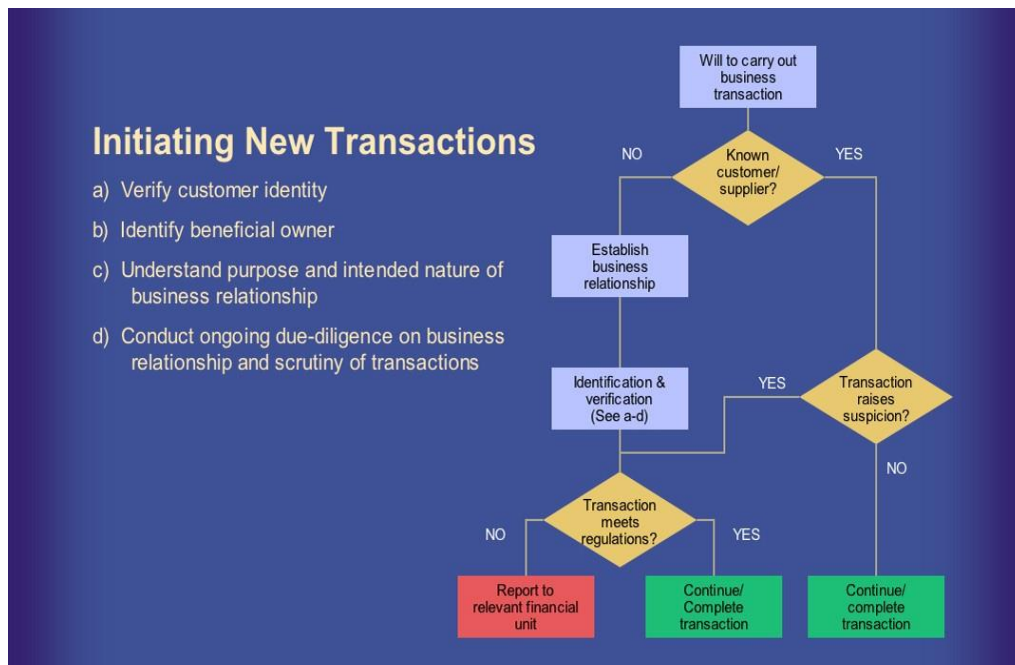 Initiating New Transactions
a) Verify customer identity
b) Identify beneficial owner
c) Understand purpose and intended nature of
business relationship
d) Conduct ongoing due-diligence on business
relationship and scrutiny of transactions
Will to carry out
business
transaction
NO
Known
customer/
supplier?
YES
Establish
business
relationship
Identification &
verification
(See a-d)
YES
Transaction
raises
suspicion?
NO
Transaction
meets
regulations?
NO
YES
Report to
relevant financial
unit
Continue/
Complete
transaction
Continue/
complete
transaction